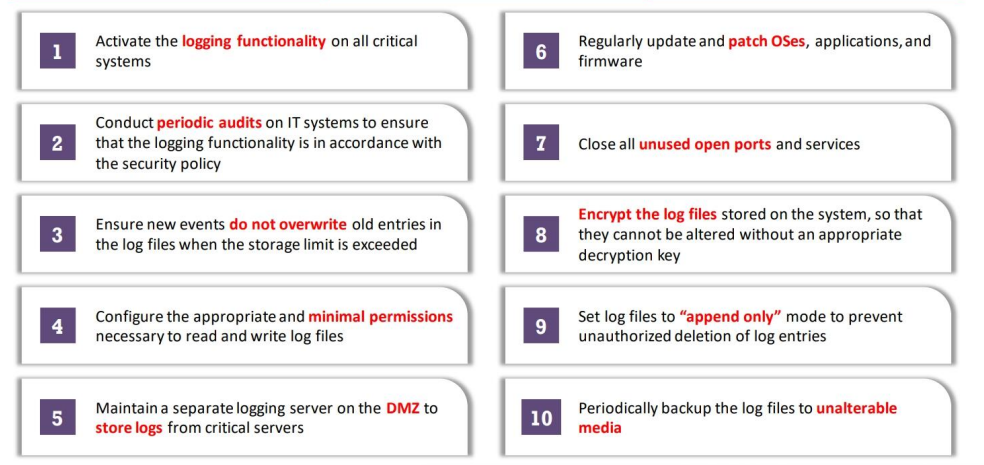 1
Activate the logging functionality on all critical
systems
2
Conduct periodic audits on IT systems to ensure
that the logging functionality is in accordance with
the security policy
3
Ensure new events do not overwrite old entries in
the log files when the storage limit is exceeded
4
Configure the appropriate and minimal permissions
necessary to read and write log files
5
Maintain a separate logging server on the DMZ to
store logs from critical servers
6
Regularly update and patch OSes, applications, and
firmware
7
Close all unused open ports and services
8
Encrypt the log files stored on the system, so that
they cannot be altered without an appropriate
decryption key
9
Set log files to “append only” mode to prevent
unauthorized deletion of log entries
10
Periodically backup the log files to unalterable
media